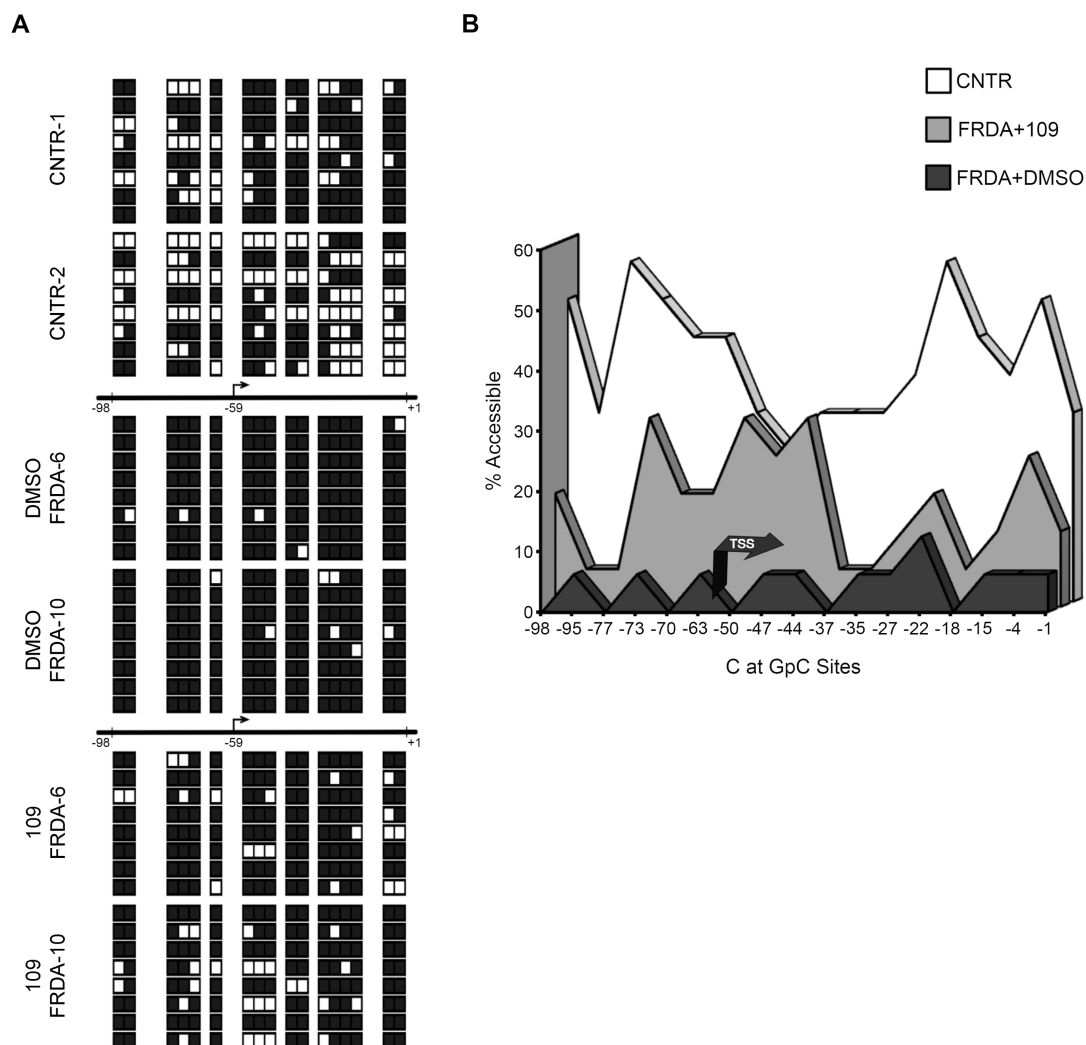 A
CNTR-1
CNTR-2
-98
-59
+1
DMSO
FRDA-6
DMSO
FRDA-10
-98
-59
+1
109
FRDA-6
109
FRDA-10
B
CNTR
FRDA+109
FRDA+DMSO
% Accessible
60
50
40
30
20
10
0
TSS
-98 -95 -77 -73 -70 -63 -50 -47 -44 -37 -35 -27 -22 -18 -15 -4 -1
C at GpC Sites